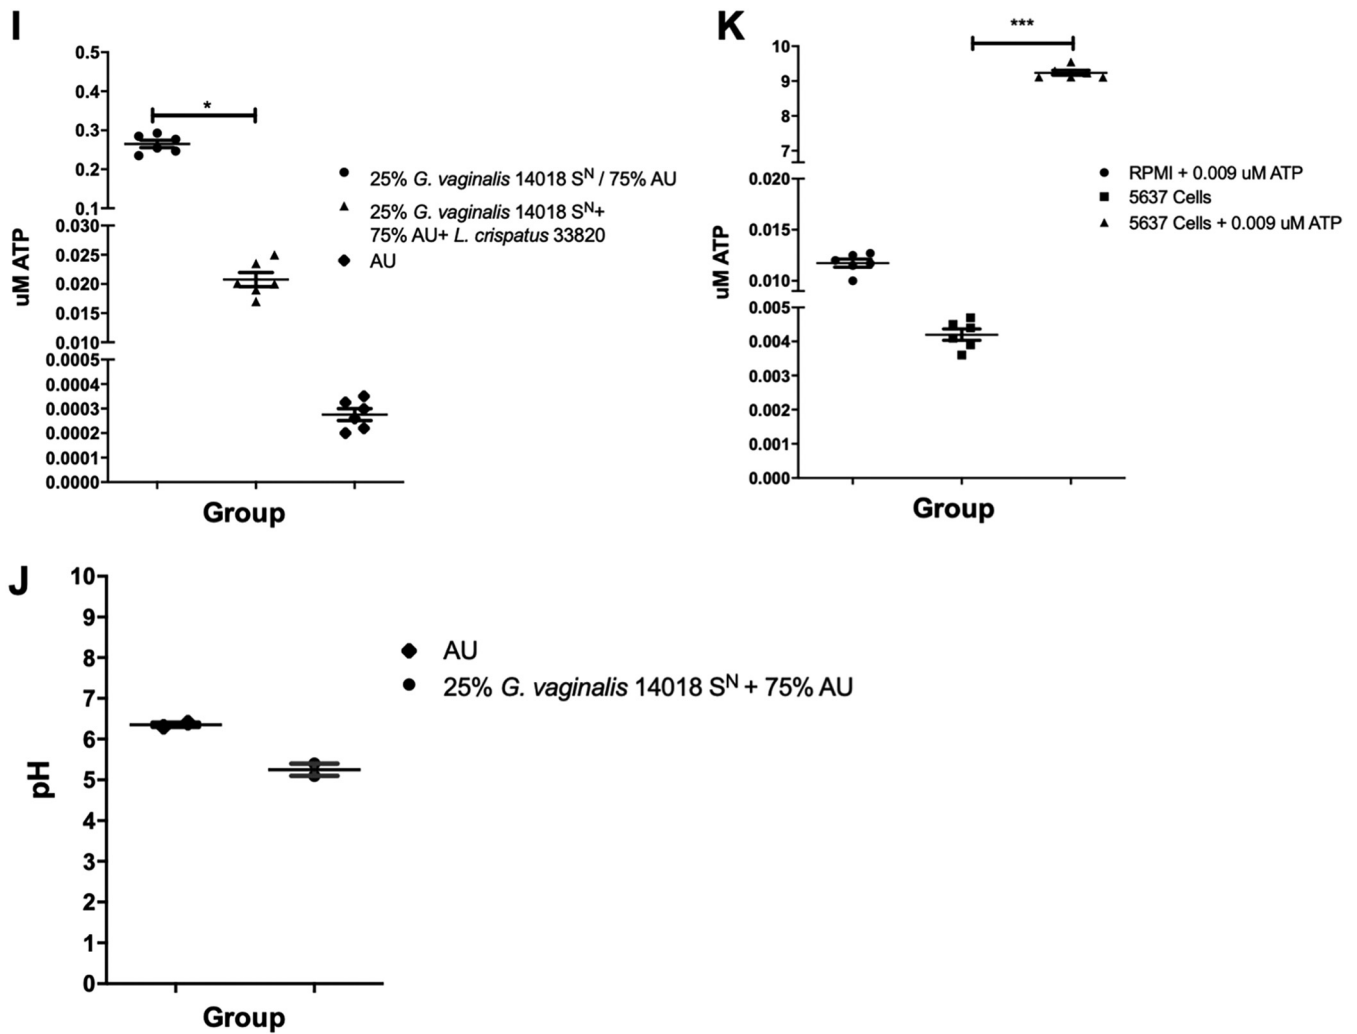 I
0.5
0.4
0.3
0.2
0.1
0.030
0.025
0.020
0.015
0.010
0.0005
0.0004
0.0003
0.0002
0.0001
0.0000
uM ATP
*
25% G. vaginalis 14018 Sᴺ / 75% AU
25% G. vaginalis 14018 Sᴺ+
75% AU+ L. crispatus 33820
AU
Group
K
10
9
8
7
0.020
0.015
0.010
0.005
0.004
0.003
0.002
0.001
0.000
uM ATP
***
RPMI + 0.009 uM ATP
5637 Cells
5637 Cells + 0.009 uM ATP
Group
J
10
9
8
7
6
5
4
3
2
1
0
pH
AU
25% G. vaginalis 14018 Sᴺ + 75% AU
Group